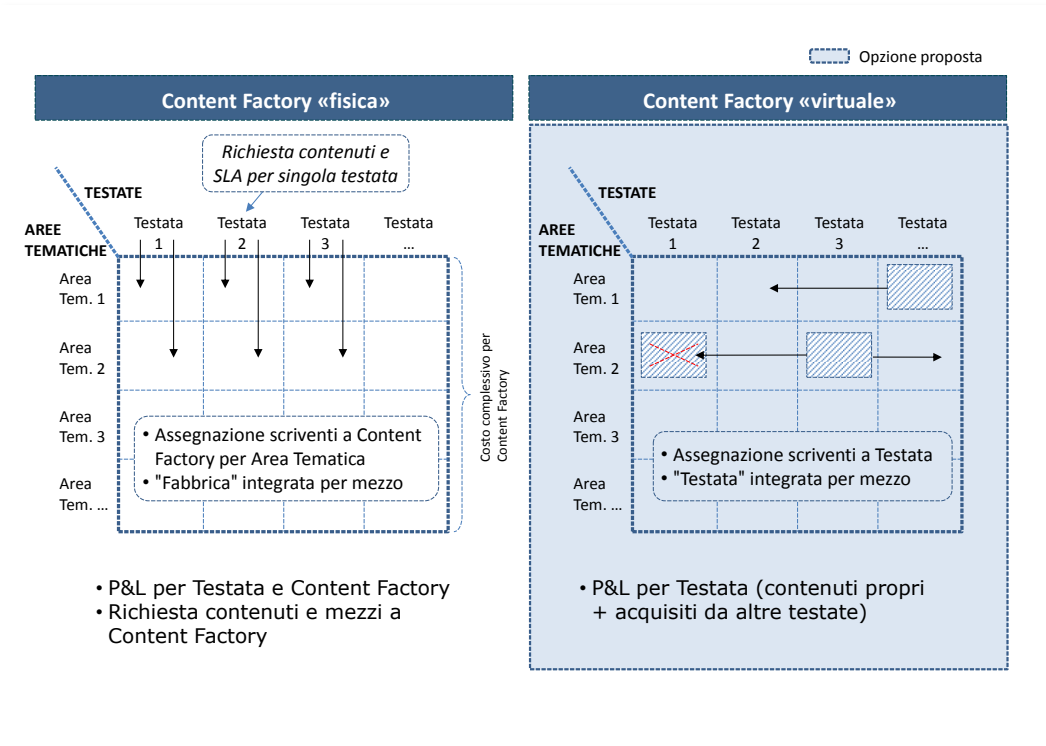 Opzione proposta
Content Factory «fisica»
Richiesta contenuti e
SLA per singola testata
TESTATE
AREE
TEMATICHE
Testata
1
Testata
2
Testata
3
Testata
...
Area
Tem. 1
Area
Tem. 2
Area
Tem. 3
Area
Tem. ...
• Assegnazione scriventi a Content
Factory per Area Tematica
• "Fabbrica" integrata per mezzo
Costo complessivo per
Content Factory
• P&L per Testata e Content Factory
• Richiesta contenuti e mezzi a
Content Factory
Content Factory «virtuale»
TESTATE
AREE
TEMATICHE
Testata
1
Testata
2
Testata
3
Testata
...
Area
Tem. 1
Area
Tem. 2
Area
Tem. 3
Area
Tem. ...
• Assegnazione scriventi a Testata
• "Testata" integrata per mezzo
• P&L per Testata (contenuti propri
+ acquisiti da altre testate)